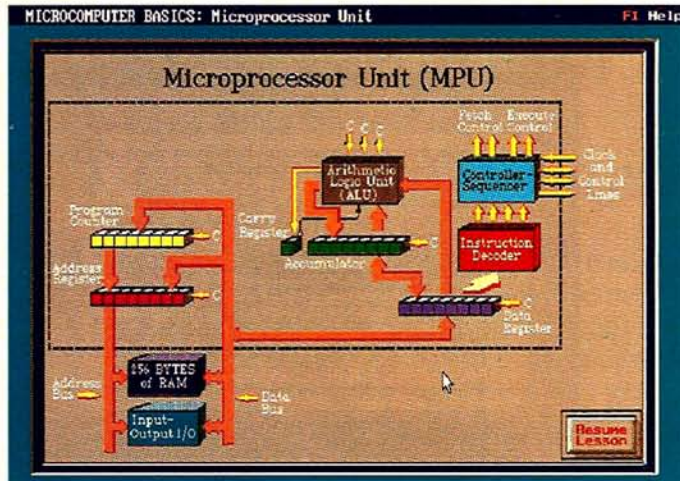 MICROCOMPUTER BASICS: Microprocessor Unit
F1 Help
Microprocessor Unit (MPU)
Fetch Control
Execute Control
C C C
Arithmetic
Logic Unit
(ALU)
Controller-
Sequencer
Clock
and
Control
Lines
Program
Counter
C
Carry
Register
C
Accumulator
Instruction
Decoder
Address
Register
C
C
Data
Register
256 BYTES
of RAM
Address
Bus
Data
Bus
Input-
Output I/O
Resume
Lesson